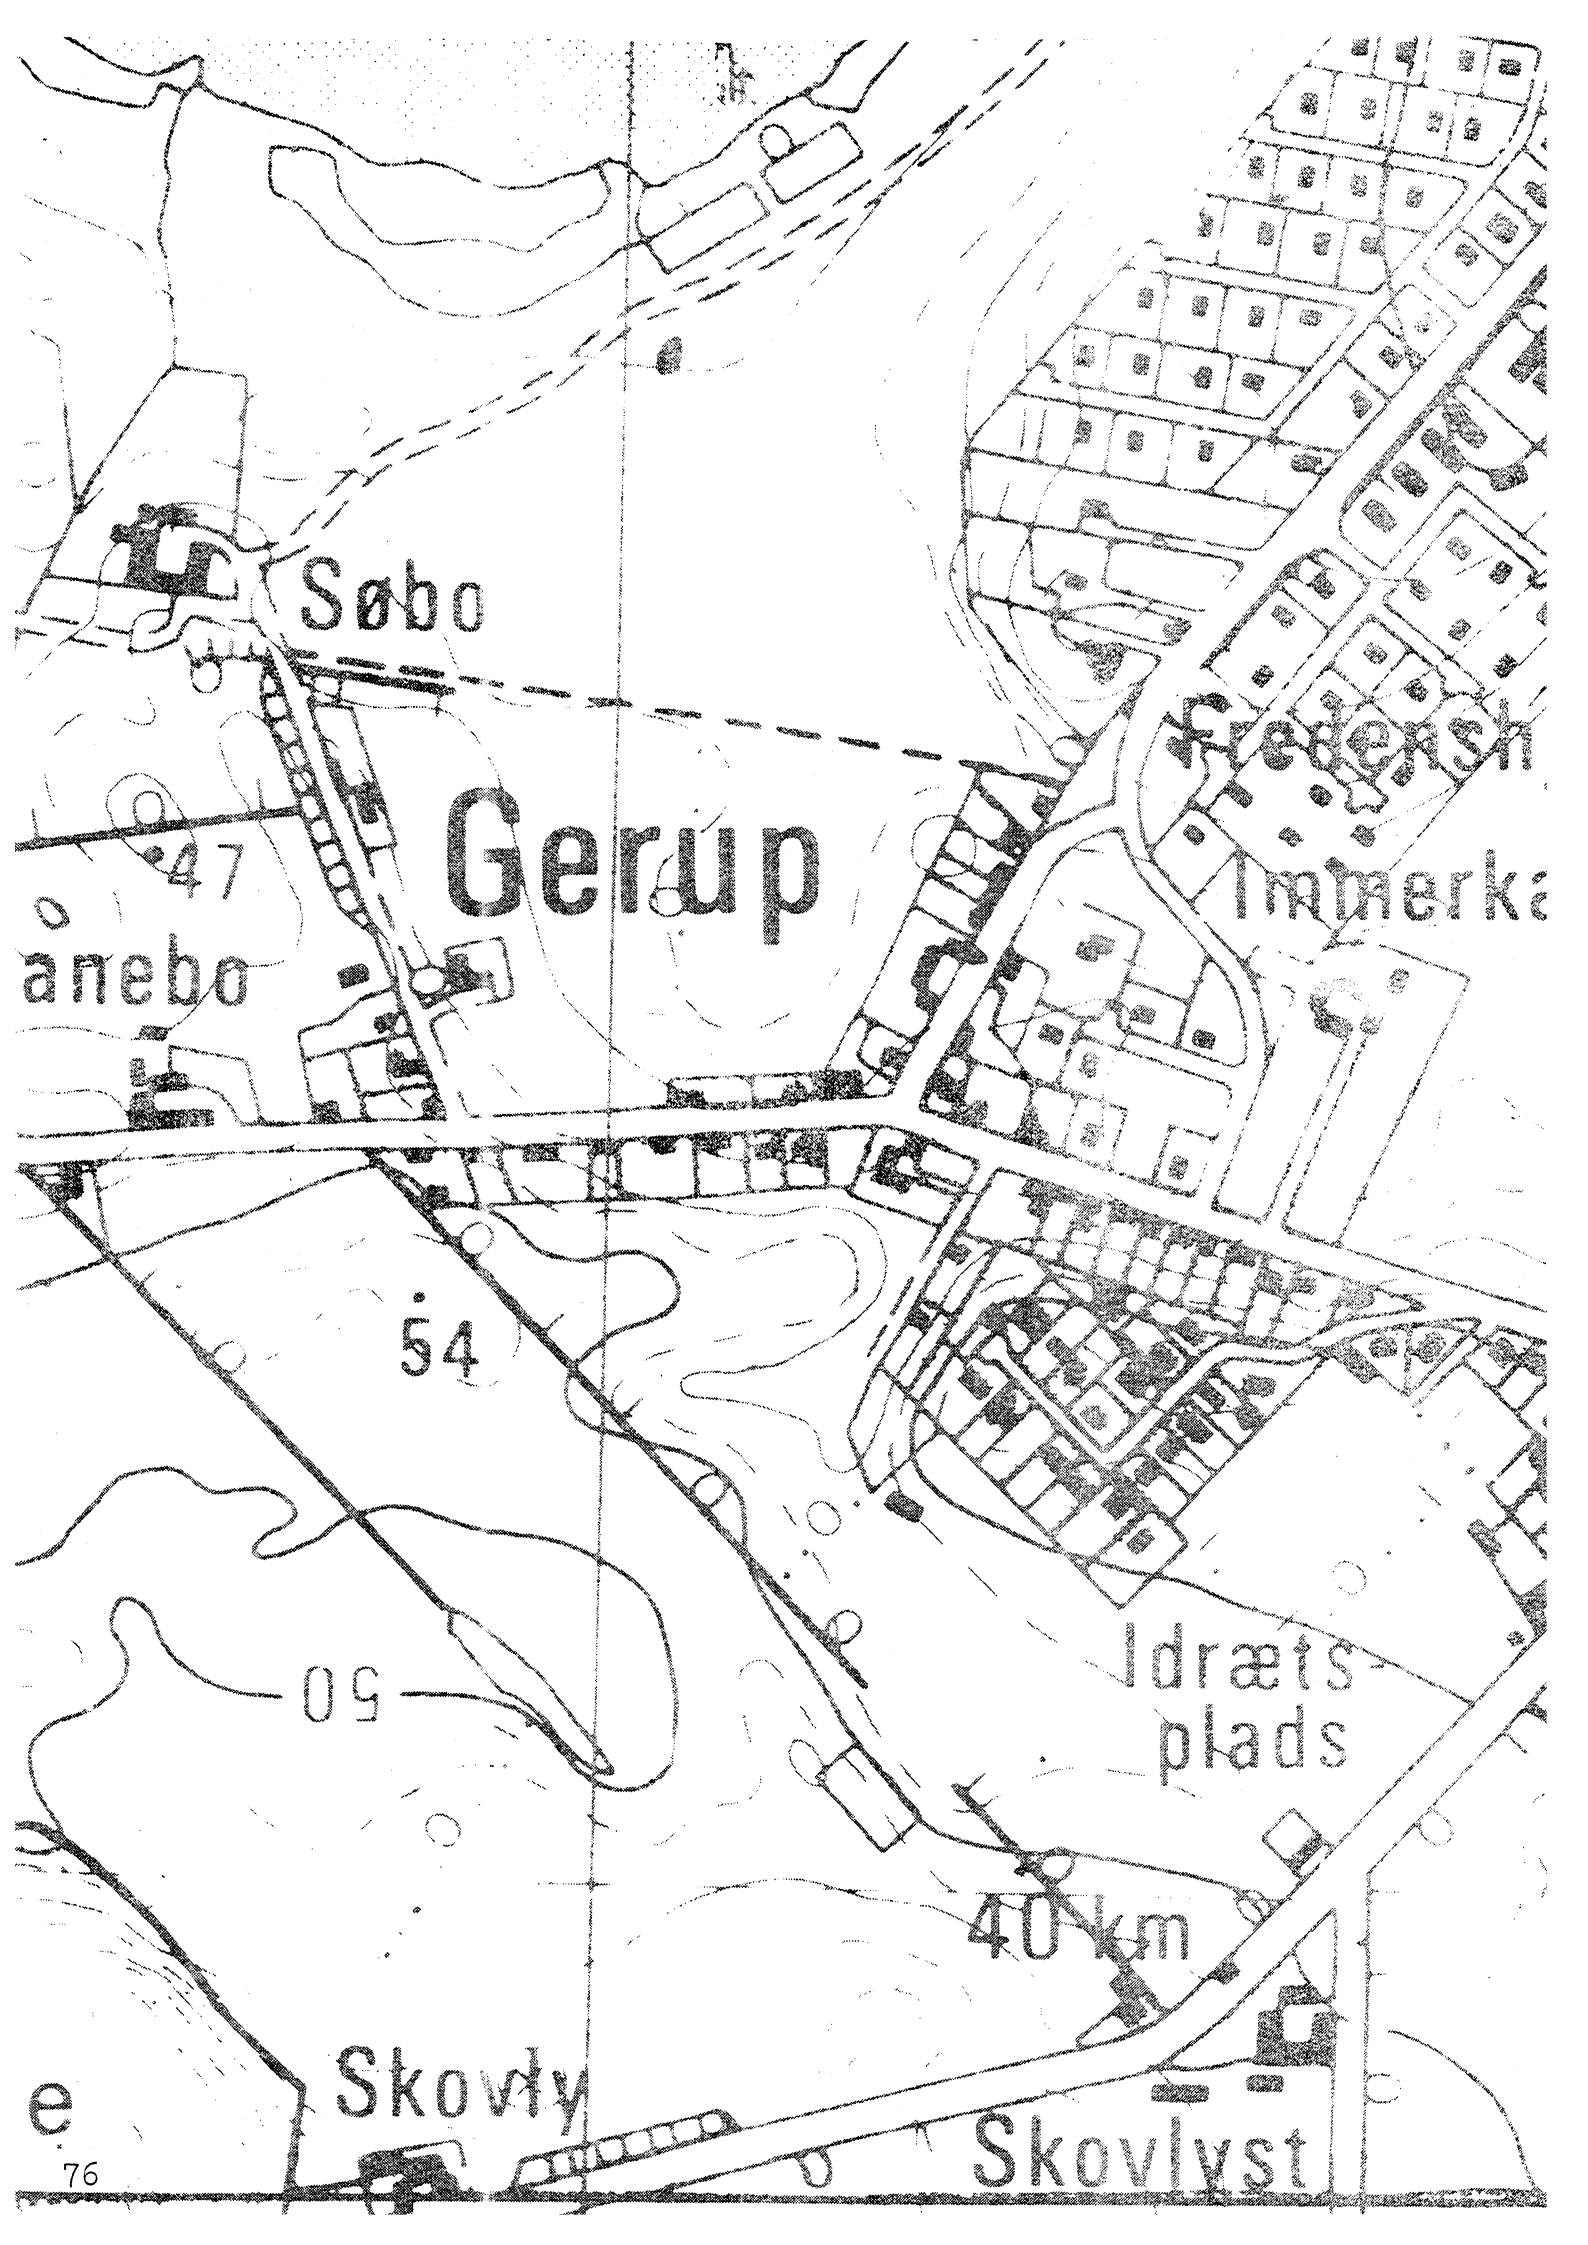 Søbo
Fredensh
Gerup
47
Immerka
ånebo
54
Idræts-
plads
50
40 km
Skovly
e
Skovlyst
76